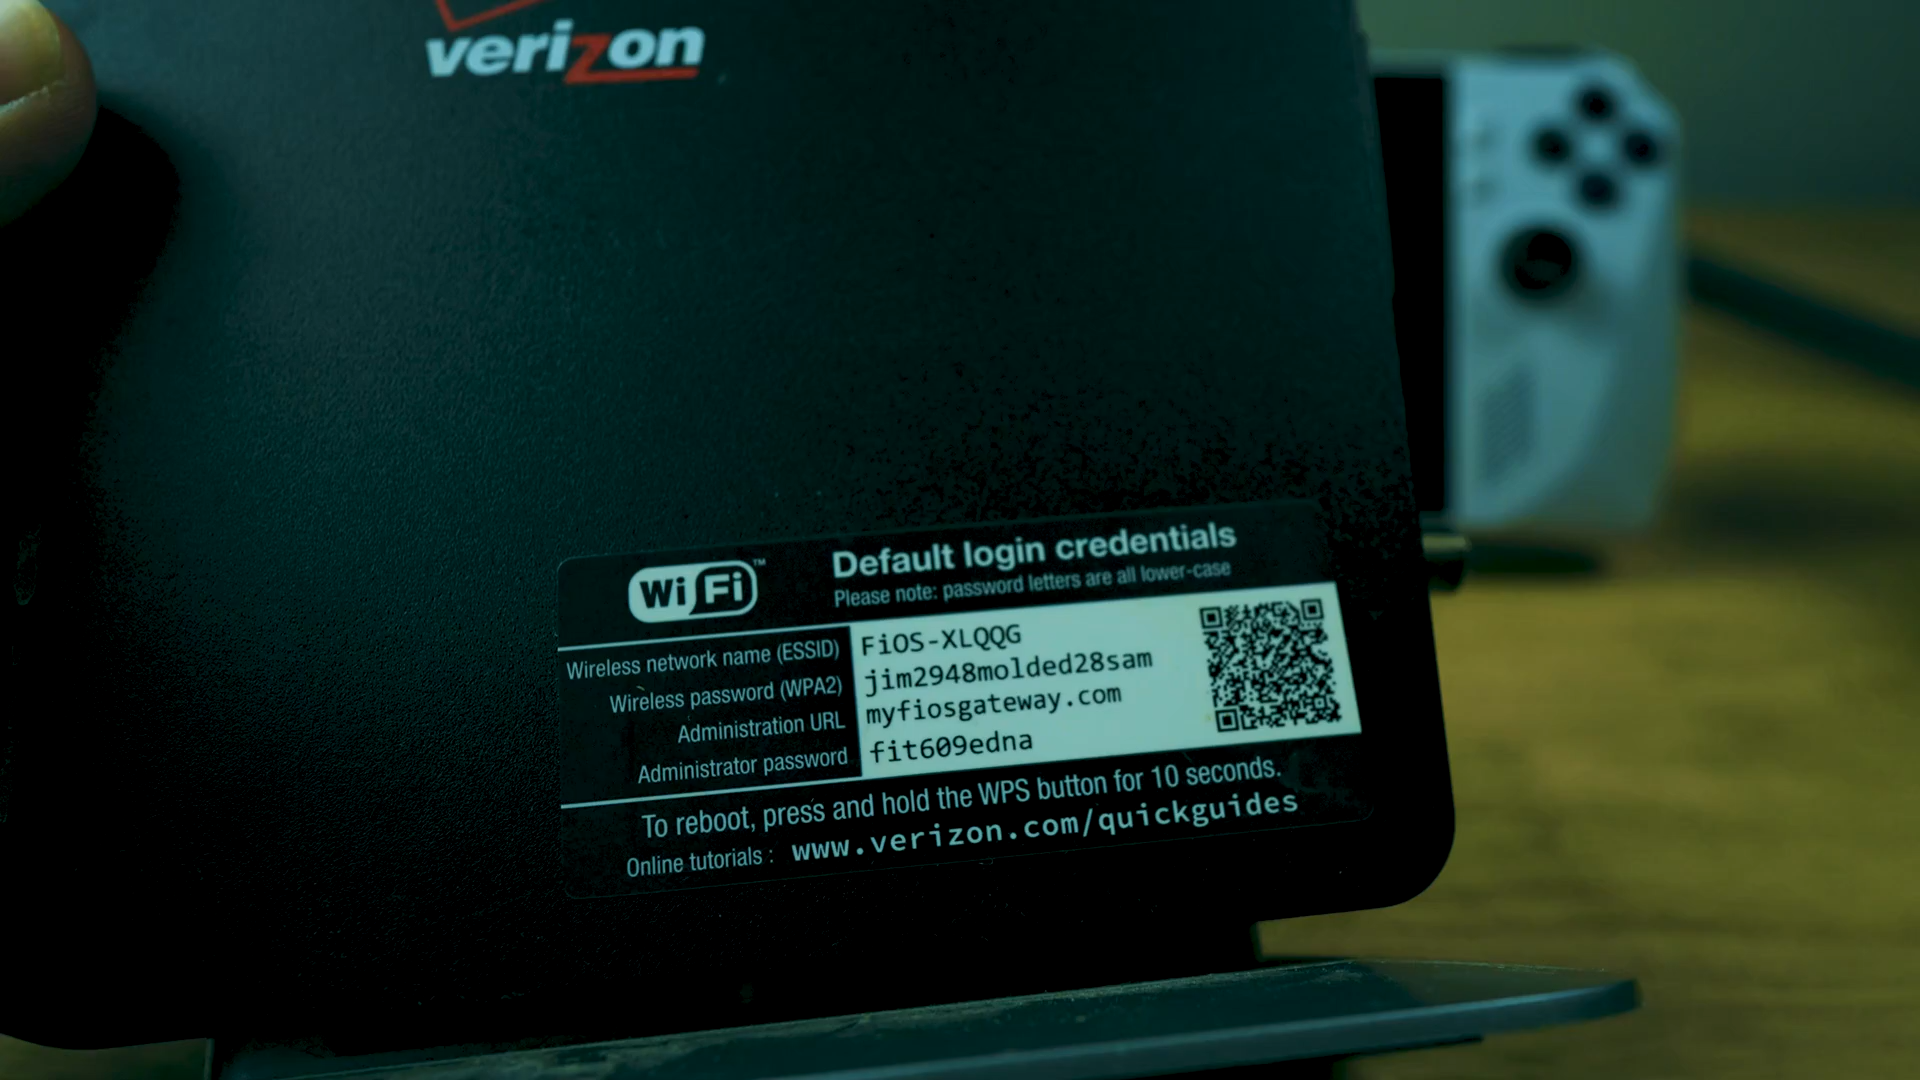 verizon
WiFi™
Default login credentials
Please note: password letters are all lower-case
Wireless network name (ESSID) FiOS-XLQQG
Wireless password (WPA2) jim2948molded28sam
Administration URL myfiosgateway.com
Administrator password fit609edna
To reboot, press and hold the WPS button for 10 seconds.
Online tutorials : www.verizon.com/quickguides